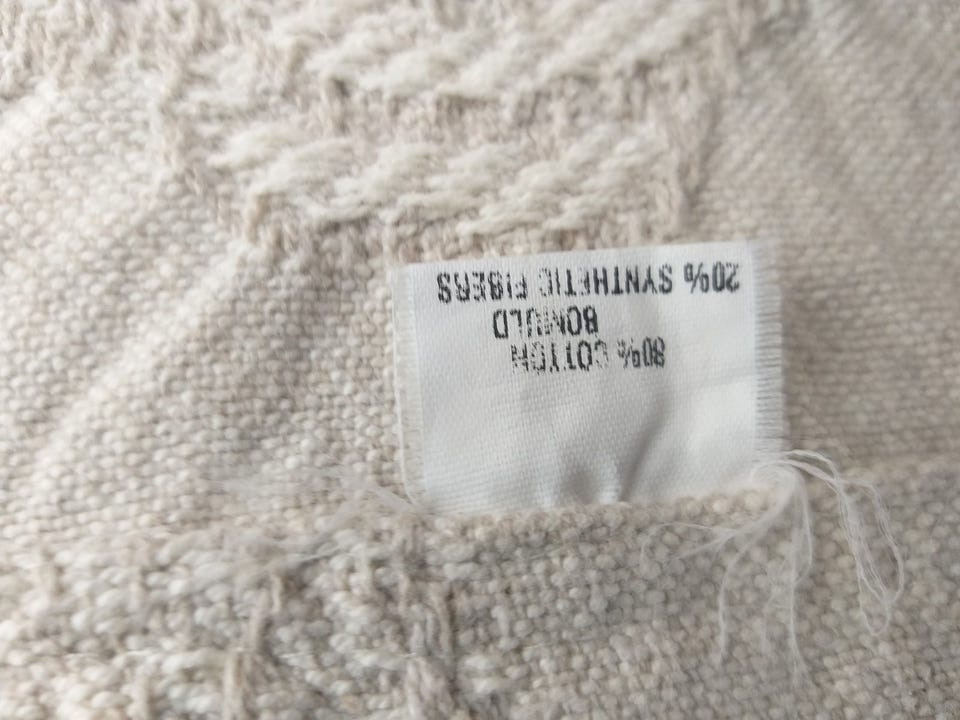 80% COTTON
BOMULD
20% SYNTHETIC FIBERS